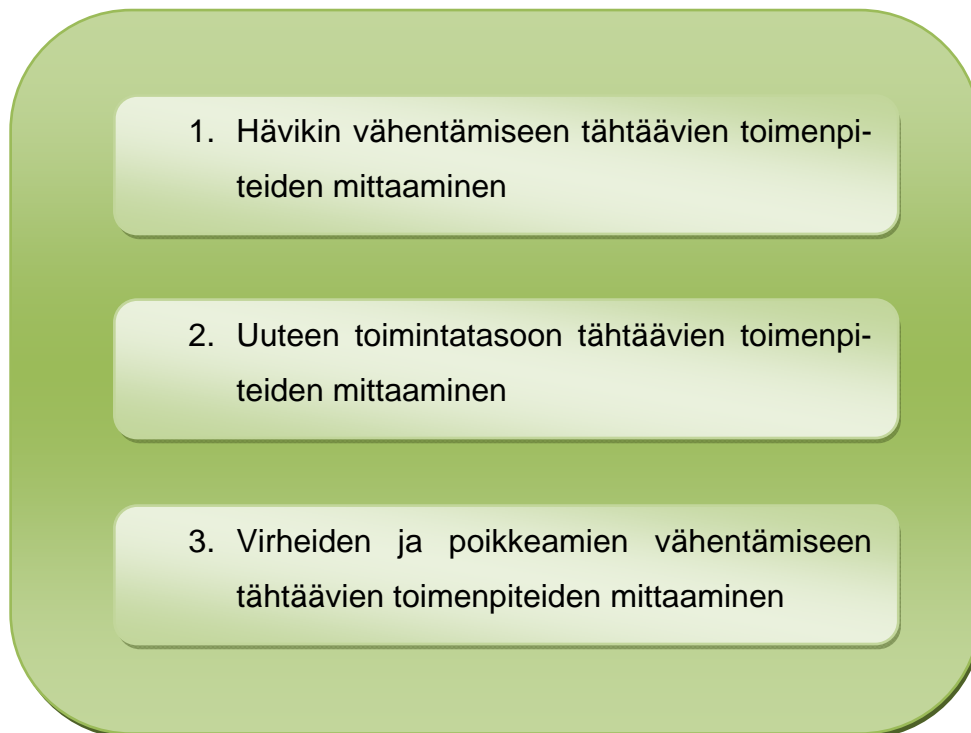 1. Hävikin vähentämiseen tähtäävien toimenpi-
teiden mittaaminen
2. Uuteen toimintatasoon tähtäävien toimenpi-
teiden mittaaminen
3. Virheiden ja poikkeamien vähentämiseen
tähtäävien toimenpiteiden mittaaminen